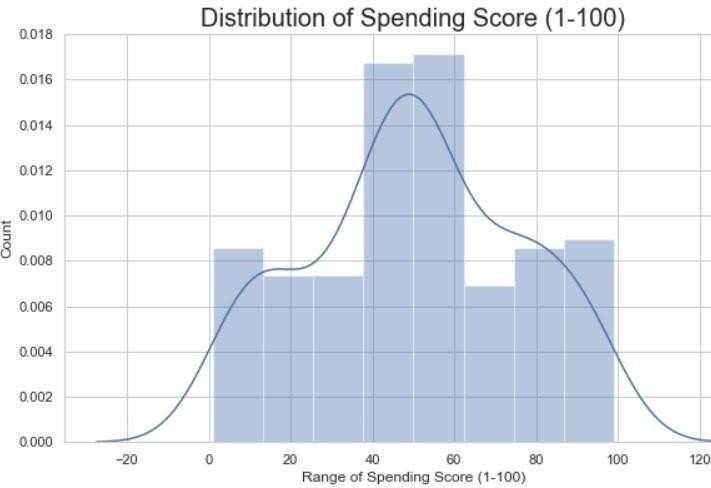 Distribution of Spending Score (1-100)
0.018
0.016
0.014
0.012
0.010
0.008
0.006
0.004
0.002
0.000
Count
−20 0 20 40 60 80 100 120
Range of Spending Score (1-100)